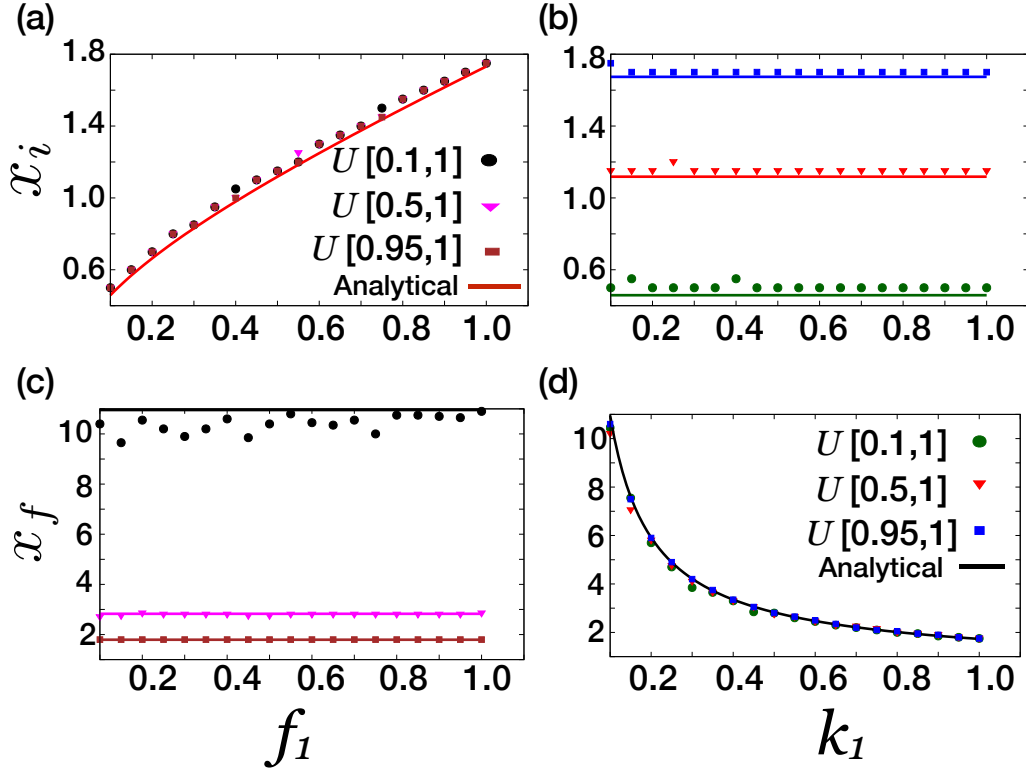 (a)
x_i
1.8
1.4
1.0
0.6
U [0.1,1]
U [0.5,1]
U [0.95,1]
Analytical
0.2 0.4 0.6 0.8 1.0
(b)
1.8
1.4
1.0
0.6
0.2 0.4 0.6 0.8 1.0
(c)
x_f
10
8
6
4
2
0.2 0.4 0.6 0.8 1.0
f_1
(d)
10
8
6
4
2
U [0.1,1]
U [0.5,1]
U [0.95,1]
Analytical
0.2 0.4 0.6 0.8 1.0
k_1